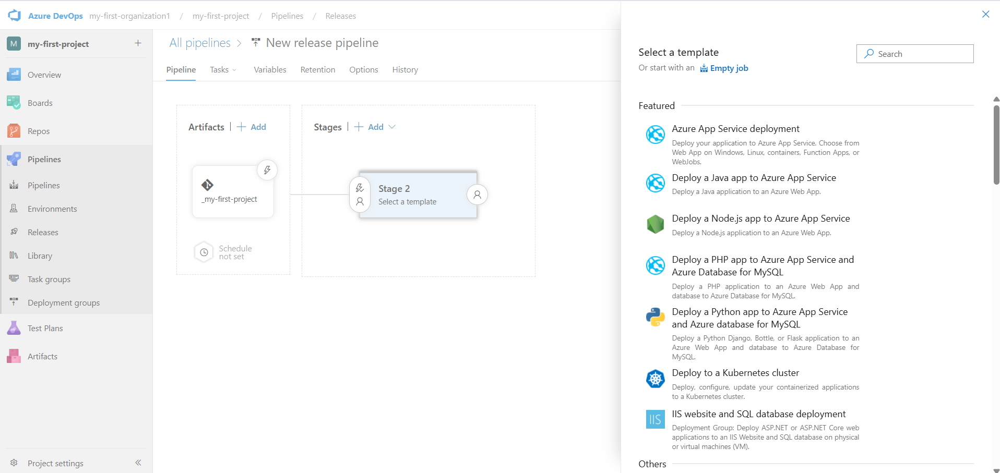 Azure DevOps my-first-organization1 / my-first-project / Pipelines / Releases
M my-first-project
Overview
Boards
Repos
Pipelines
Pipelines
Environments
Releases
Library
Task groups
Deployment groups
Test Plans
Artifacts
Project settings
All pipelines > New release pipeline
Pipeline Tasks Variables Retention Options History
Artifacts | + Add
_my-first-project
Schedule
not set
Stages | + Add
Stage 2
Select a template
Select a template
Or start with an Empty job
Search
Featured
Azure App Service deployment
Deploy your application to Azure App Service. Choose from
Web App on Windows, Linux, containers, Function Apps, or
WebJobs.
Deploy a Java app to Azure App Service
Deploy a Java application to an Azure Web App.
Deploy a Node.js app to Azure App Service
Deploy a Node.js application to an Azure Web App.
Deploy a PHP app to Azure App Service and
Azure Database for MySQL
Deploy a PHP application to an Azure Web App and
database to Azure Database for MySQL.
Deploy a Python app to Azure App Service
and Azure database for MySQL
Deploy a Python Django, Bottle, or Flask application to an
Azure Web App and database to Azure Database for
MySQL.
Deploy to a Kubernetes cluster
Deploy, configure, update your containerized applications
to a Kubernetes cluster.
IIS
IIS website and SQL database deployment
Deployment Group: Deploy ASP.NET or ASP.NET Core web
applications to an IIS Website and SQL database on physical
or virtual machines (VM).
Others